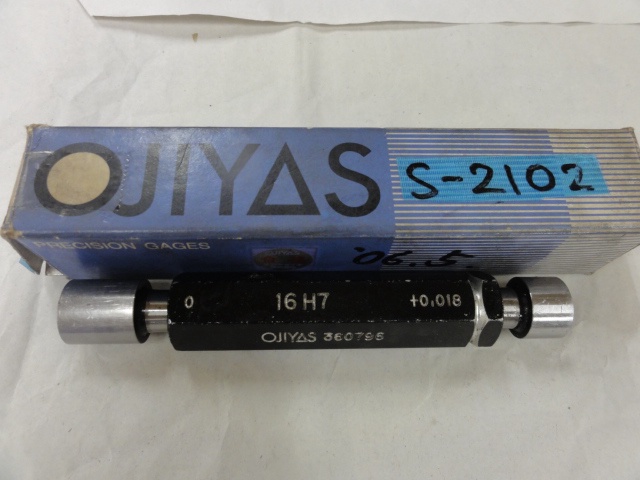 OJIYAS
S-2102
PRECISION GAGES
'06.5.
0 16 H7 +0.018
OJIYAS 360796